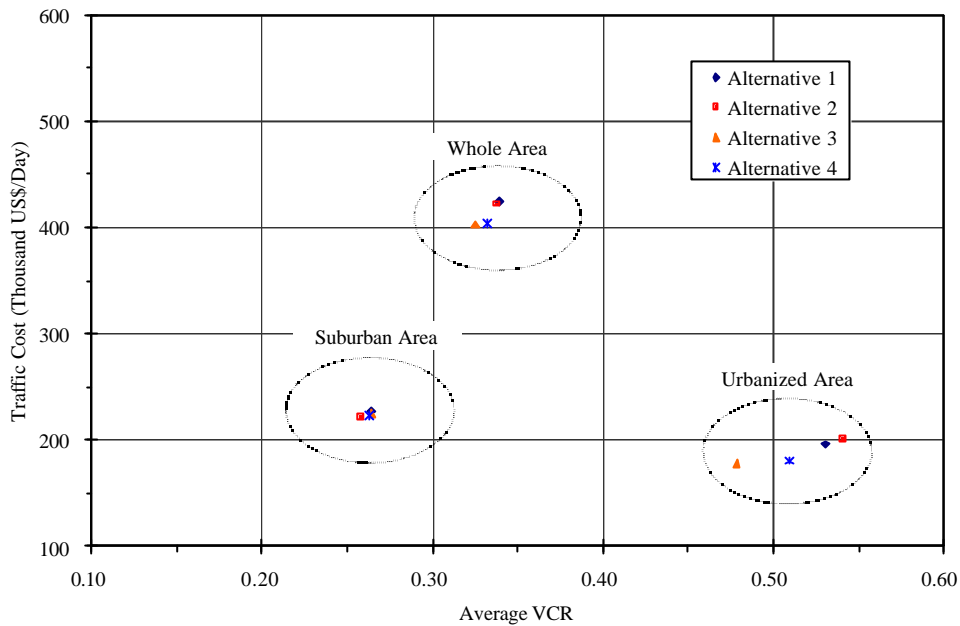 600
500
400
300
200
100
Traffic Cost (Thousand US$/Day)
Alternative 1
Alternative 2
Alternative 3
Alternative 4
Whole Area
Suburban Area
Urbanized Area
0.10
0.20
0.30
0.40
0.50
0.60
Average VCR